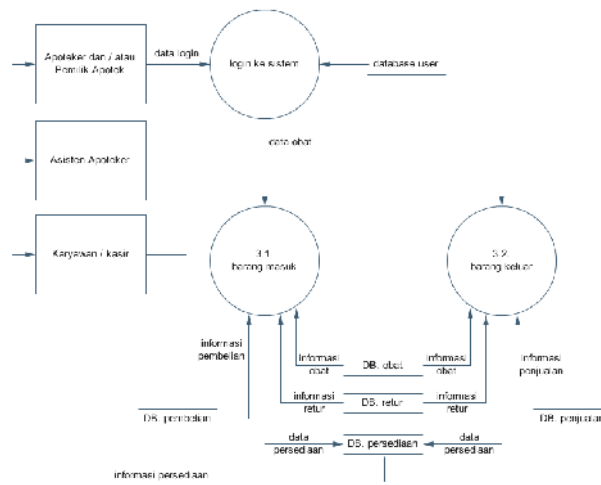 Apoteker dan / atau
Pemilik Apotek
data login
login ke sistem
database user
data obat
Asisten Apoteker
Karyawan / kasir
3.1
barang masuk
3.2
barang keluar
informasi
pembelian
informasi
obat
DB. obat
informasi
obat
informasi
penjualan
informasi
retur
DB. retur
informasi
retur
DB. pembelian
DB. penjualan
data
persediaan
DB. persediaan
data
persediaan
informasi persediaan